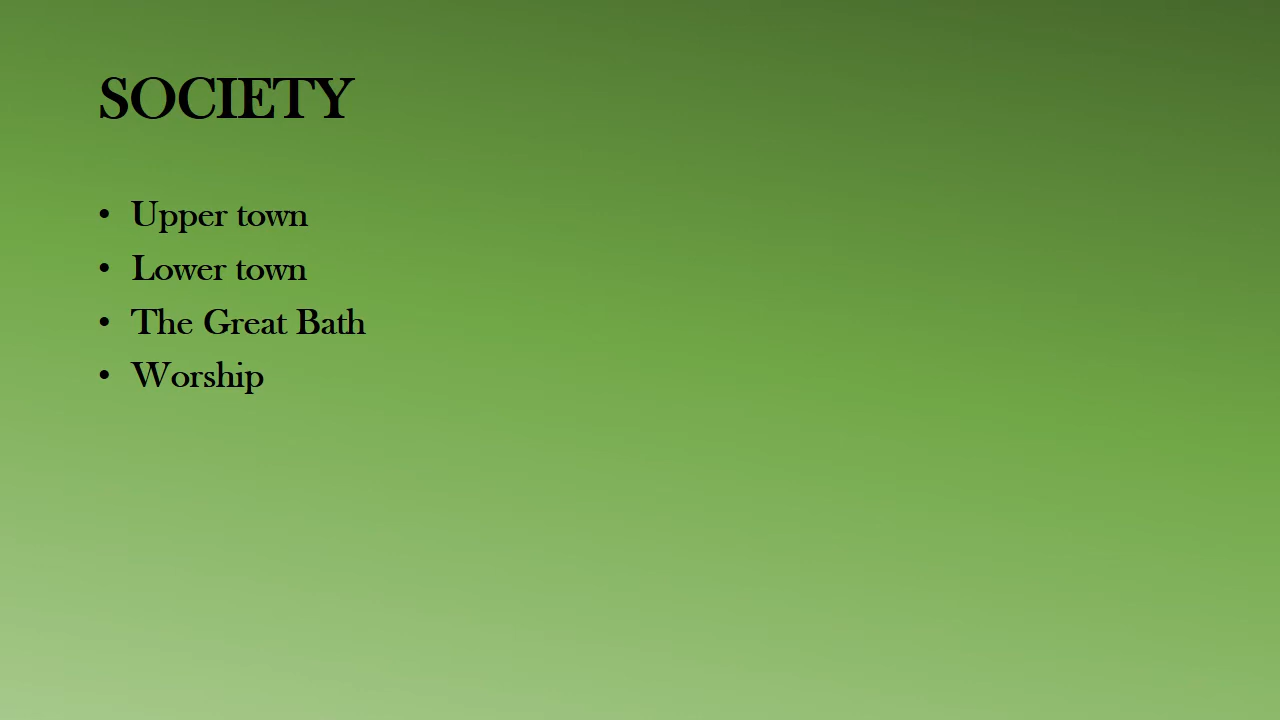 SOCIETY
• Upper town
• Lower town
• The Great Bath
• Worship